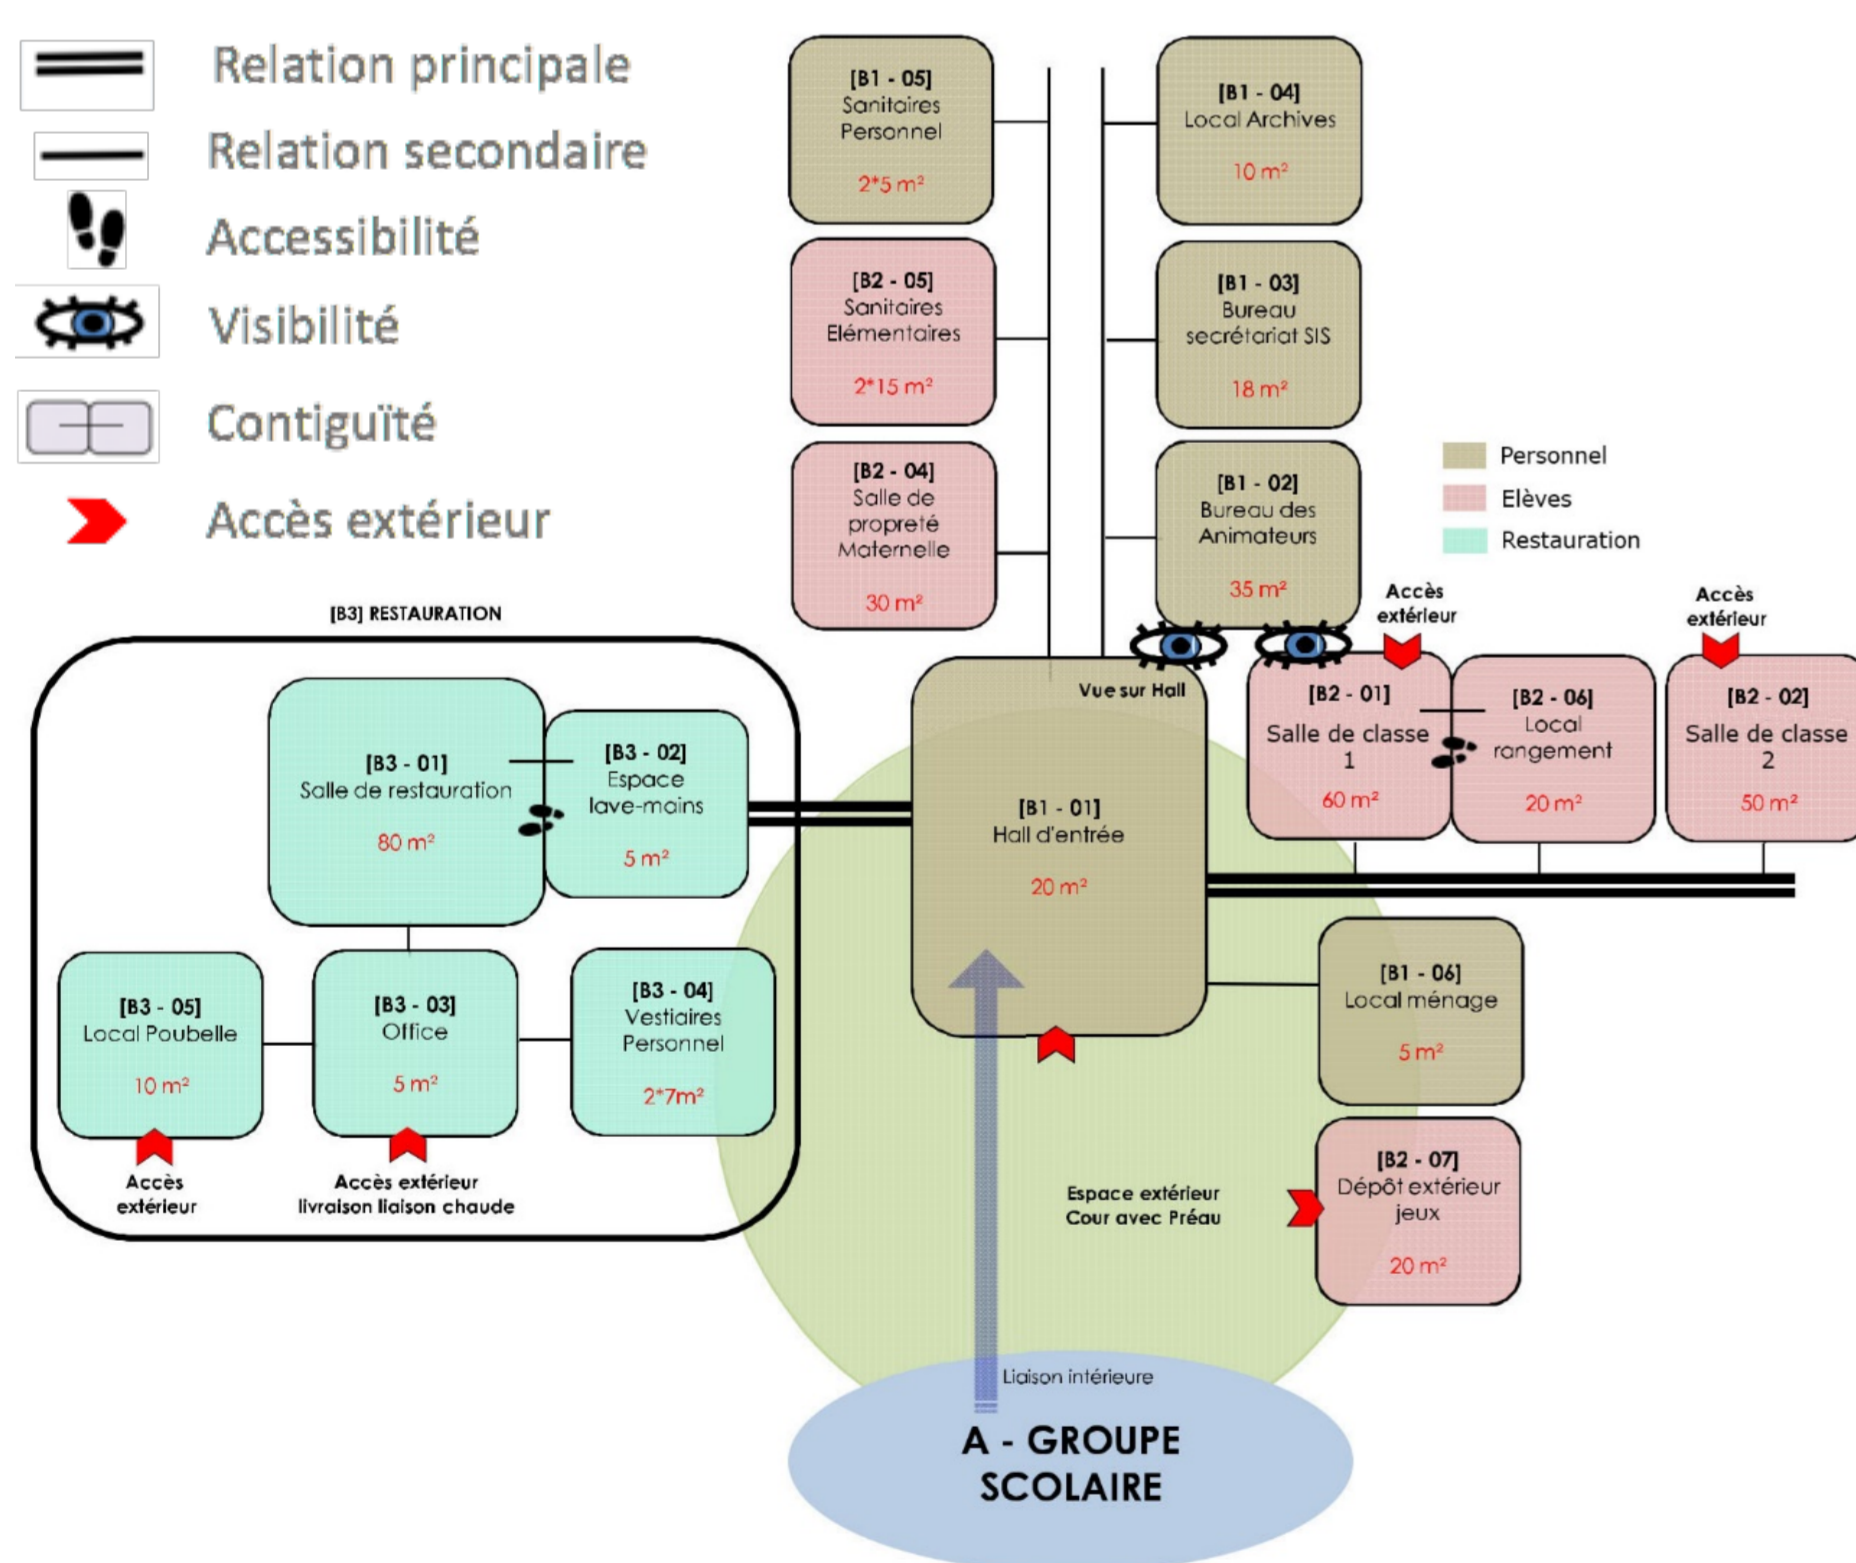 Relation principale
Relation secondaire
Accessibilité
Visibilité
Contiguïté
Accès extérieur
[B1 - 05]
Sanitaires
Personnel
2*5 m²
[B1 - 04]
Local Archives
10 m²
[B2 - 05]
Sanitaires
Elémentaires
2*15 m²
[B1 - 03]
Bureau
secrétariat SIS
18 m²
[B2 - 04]
Salle de
propreté
Maternelle
30 m²
[B1 - 02]
Bureau des
Animateurs
35 m²
Personnel
Elèves
Restauration
Accès
extérieur
Accès
extérieur
[B3] RESTAURATION
[B3 - 01]
Salle de restauration
80 m²
[B3 - 02]
Espace
lave-mains
5 m²
Vue sur Hall
[B1 - 01]
Hall d'entrée
20 m²
[B2 - 01]
Salle de classe
1
60 m²
[B2 - 06]
Local
rangement
20 m²
[B2 - 02]
Salle de classe
2
50 m²
[B3 - 05]
Local Poubelle
10 m²
[B3 - 03]
Office
5 m²
[B3 - 04]
Vestiaires
Personnel
2*7m²
[B1 - 06]
Local ménage
5 m²
Accès
extérieur
Accès extérieur
livraison liaison chaude
Espace extérieur
Cour avec Préau
[B2 - 07]
Dépôt extérieur
jeux
20 m²
Liaison intérieure
A - GROUPE
SCOLAIRE